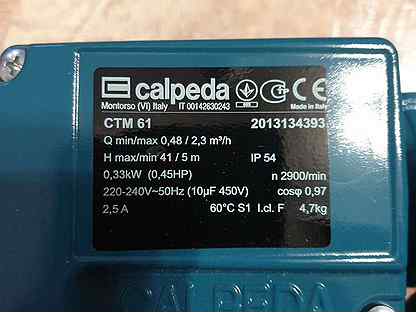 calpeda
Montorso (VI) Italy IT 00142630243 Made in Italy
CTM 61 2013134393
Q min/max 0,48 / 2,3 m³/h
H max/min 41 / 5 m IP 54
0,33kW (0,45HP) n 2900/min
220-240V~50Hz (10µF 450V) cosφ 0,97
2,5 A 60°C S1 I.cl. F 4,7kg
CALPEDA